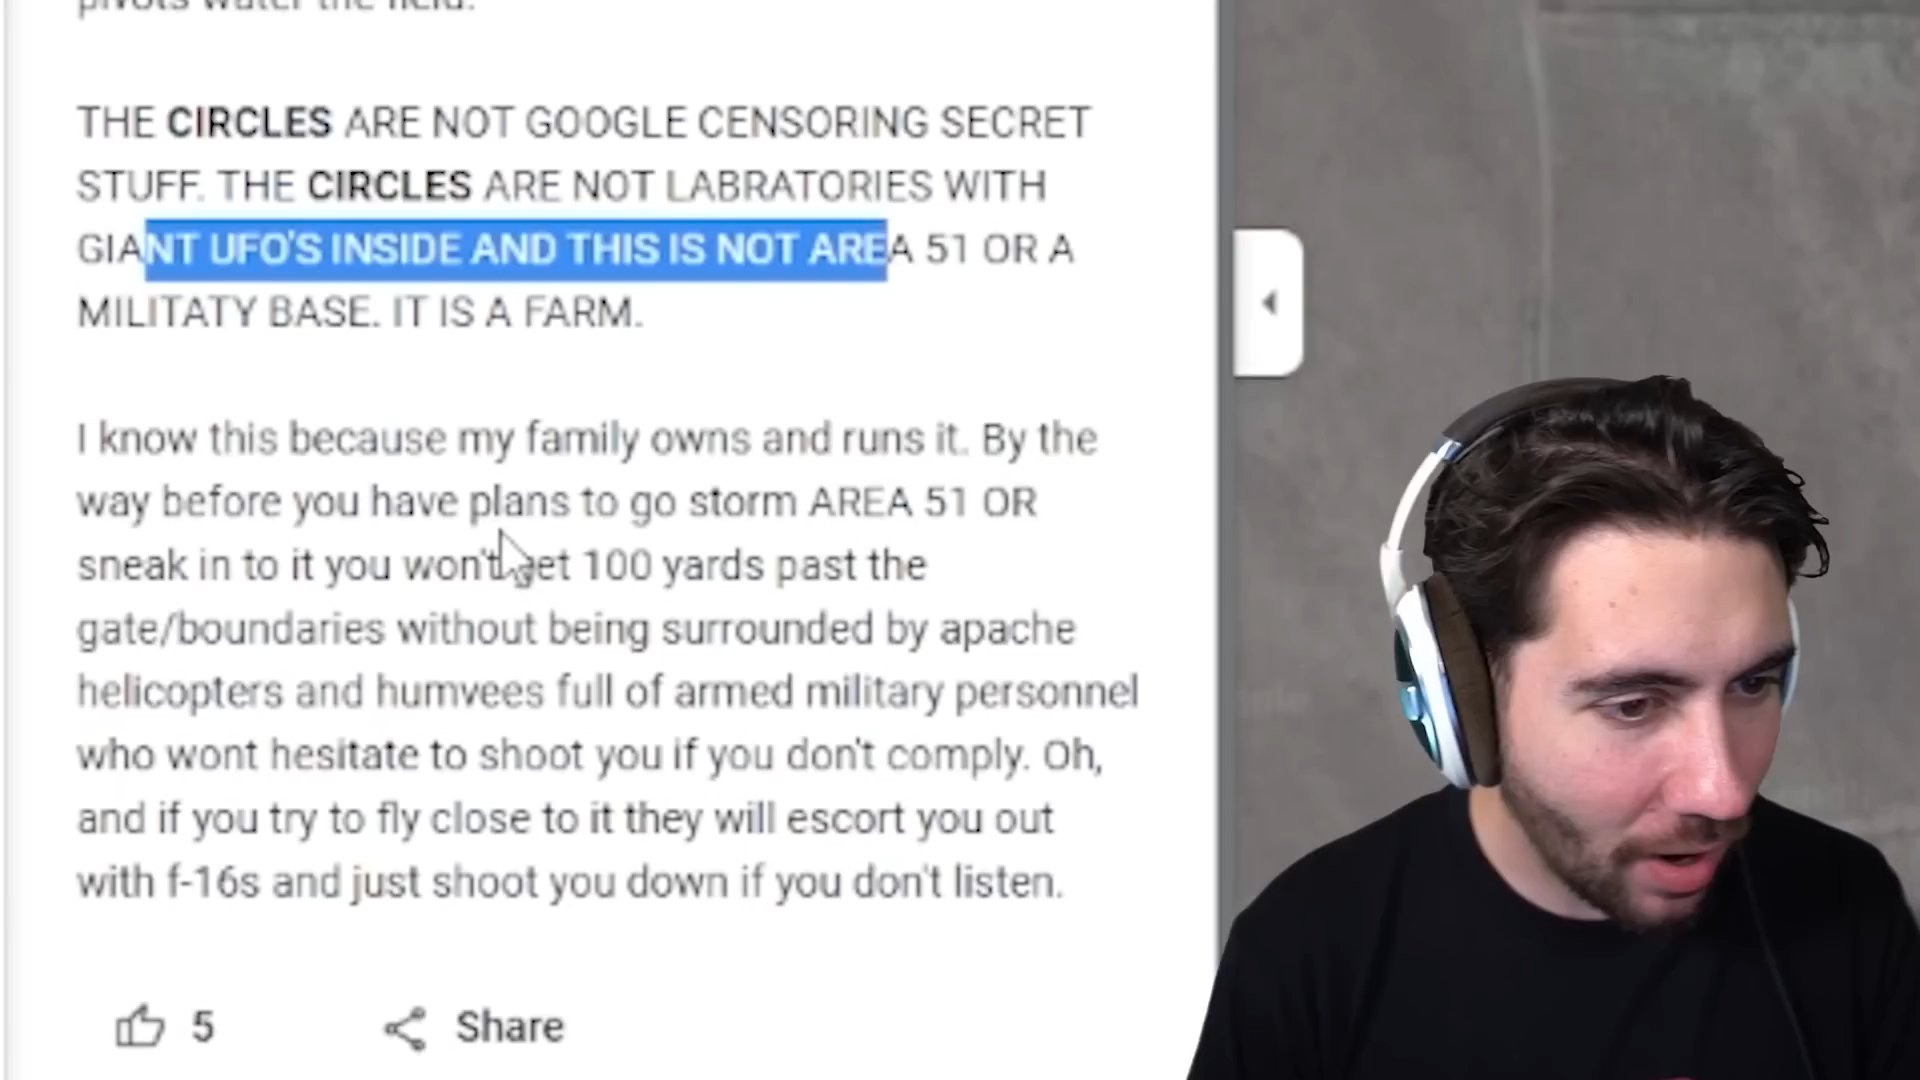 pivots water the field.
THE CIRCLES ARE NOT GOOGLE CENSORING SECRET
STUFF. THE CIRCLES ARE NOT LABRATORIES WITH
GIANT UFO'S INSIDE AND THIS IS NOT AREA 51 OR A
MILITATY BASE. IT IS A FARM.
I know this because my family owns and runs it. By the
way before you have plans to go storm AREA 51 OR
sneak in to it you won't get 100 yards past the
gate/boundaries without being surrounded by apache
helicopters and humvees full of armed military personnel
who wont hesitate to shoot you if you don't comply. Oh,
and if you try to fly close to it they will escort you out
with f-16s and just shoot you down if you don't listen.
5
Share